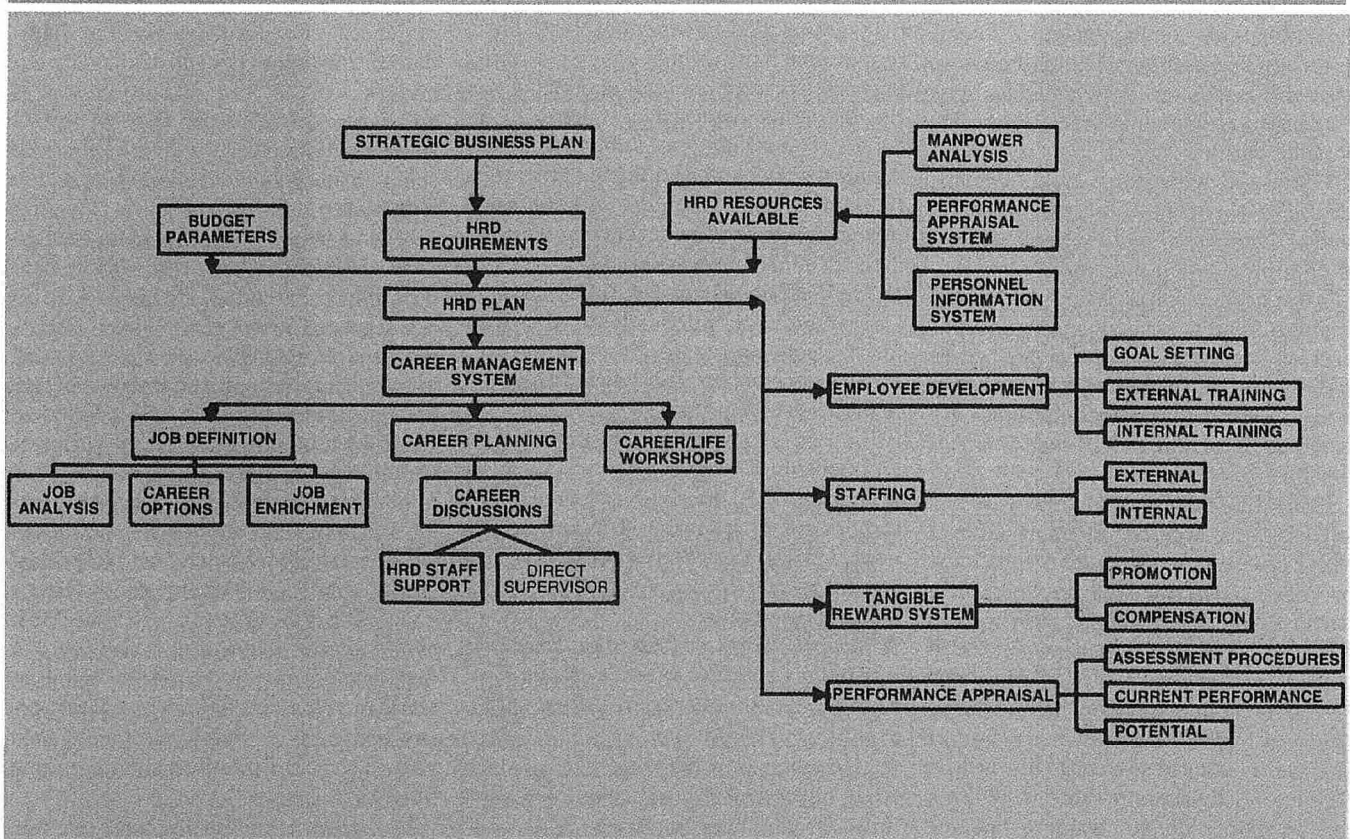 STRATEGIC BUSINESS PLAN
MANPOWER
ANALYSIS
BUDGET
PARAMETERS
HRD
REQUIREMENTS
HRD RESOURCES
AVAILABLE
PERFORMANCE
APPRAISAL
SYSTEM
HRD PLAN
PERSONNEL
INFORMATION
SYSTEM
CAREER MANAGEMENT
SYSTEM
JOB DEFINITION
CAREER PLANNING
CAREER/LIFE
WORKSHOPS
JOB
ANALYSIS
CAREER
OPTIONS
JOB
ENRICHMENT
CAREER
DISCUSSIONS
HRD STAFF
SUPPORT
DIRECT
SUPERVISOR
EMPLOYEE DEVELOPMENT
GOAL SETTING
EXTERNAL TRAINING
INTERNAL TRAINING
STAFFING
EXTERNAL
INTERNAL
TANGIBLE
REWARD SYSTEM
PROMOTION
COMPENSATION
PERFORMANCE APPRAISAL
ASSESSMENT PROCEDURES
CURRENT PERFORMANCE
POTENTIAL